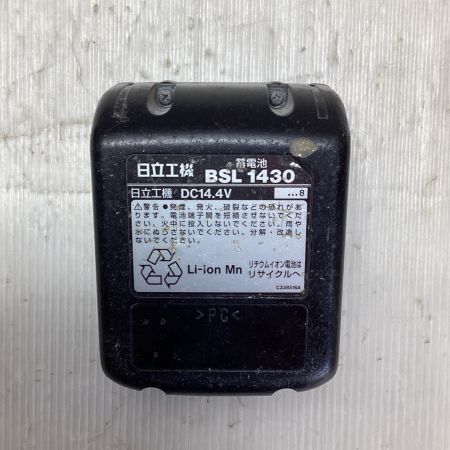 蓄電池
日立工機 BSL 1430
日立工機 DC14.4V ...8
⚠警告 ●発煙、発火、破裂などの恐れがあ
ります。電池端子間を短絡させないでくだ
さい。火中に投入しないでください。雨や
水にぬらさないでください。分解・改造し
ないでください。
Li-ion Mn
リチウムイオン電池は
リサイクルへ
C338516A
>PC<